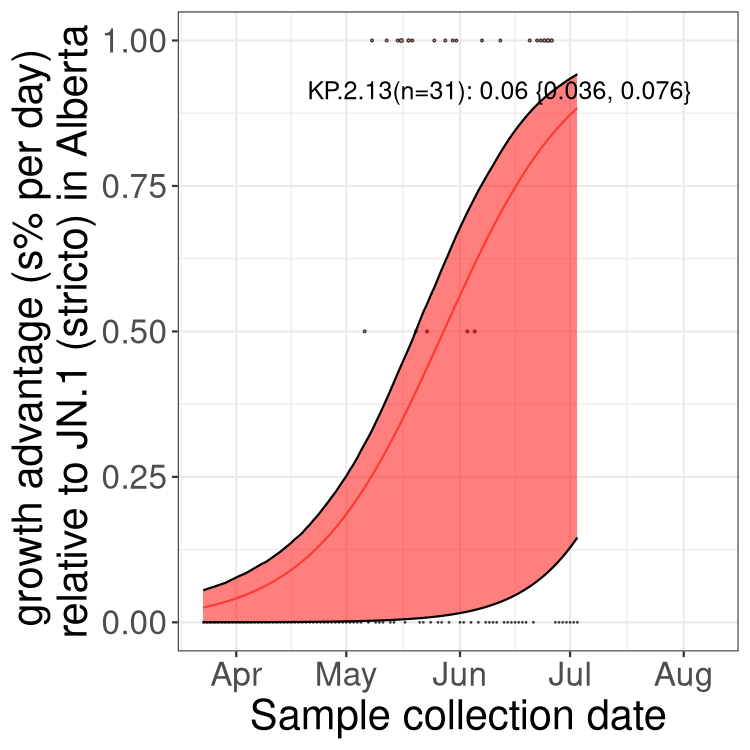 growth advantage (s% per day)
relative to JN.1 (stricto) in Alberta
1.00
0.75
0.50
0.25
0.00
KP.2.13(n=31): 0.06 {0.036, 0.076}
Apr May Jun Jul Aug
Sample collection date